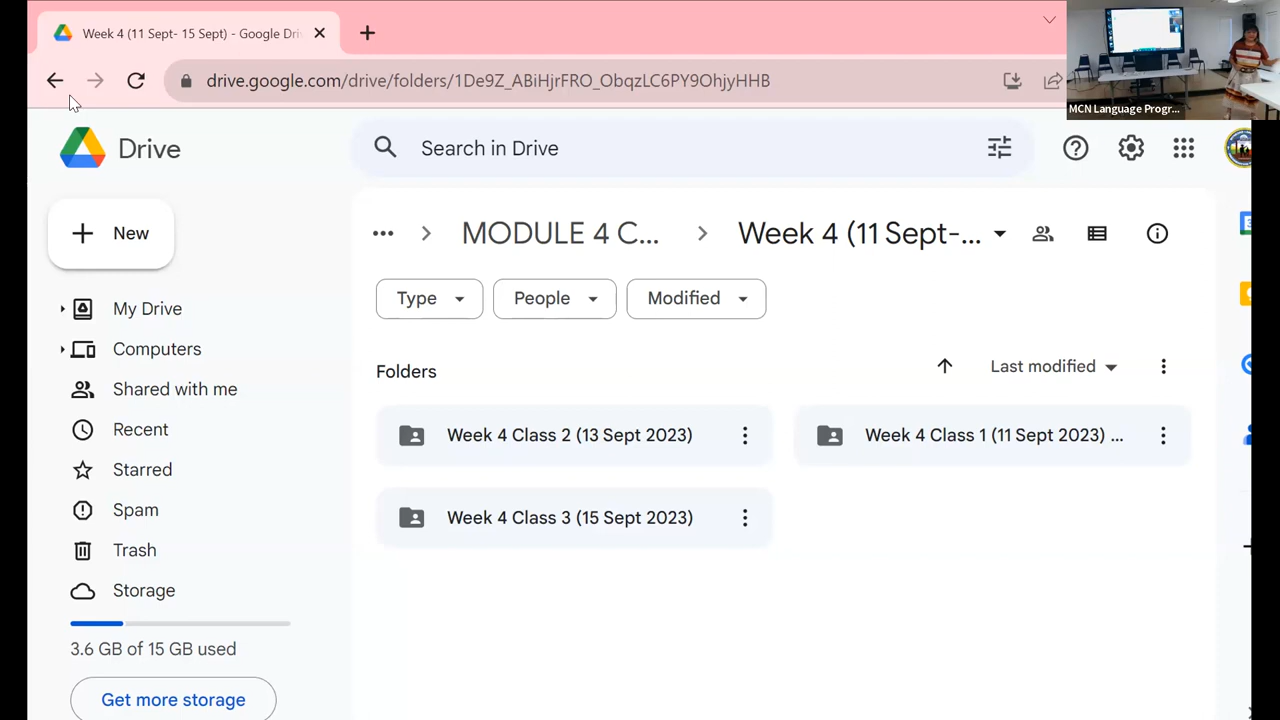 Week 4 (11 Sept- 15 Sept) - Google Dri
drive.google.com/drive/folders/1De9Z_ABiHjrFRO_ObqzLC6PY9OhjyHHB
MCN Language Progr...
Drive
Search in Drive
New
MODULE 4 C...
Week 4 (11 Sept-...
Type
People
Modified
My Drive
Computers
Shared with me
Recent
Starred
Spam
Trash
Storage
3.6 GB of 15 GB used
Get more storage
Folders
Last modified
Week 4 Class 2 (13 Sept 2023)
Week 4 Class 1 (11 Sept 2023) ...
Week 4 Class 3 (15 Sept 2023)